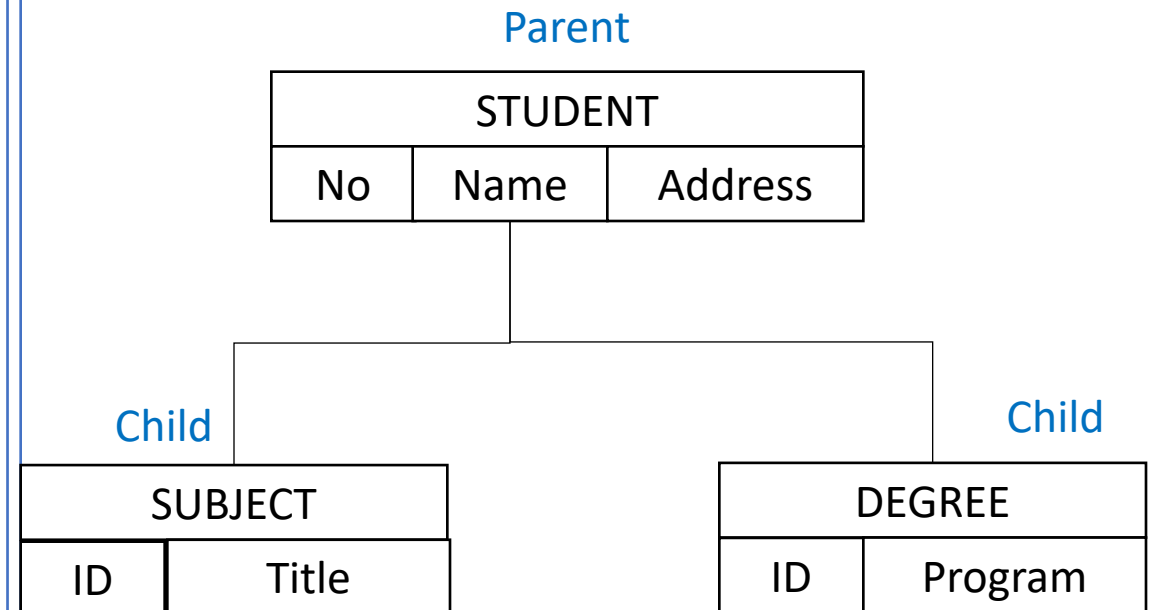 Parent
STUDENT
No Name Address
Child
Child
SUBJECT
DEGREE
ID Title
ID Program